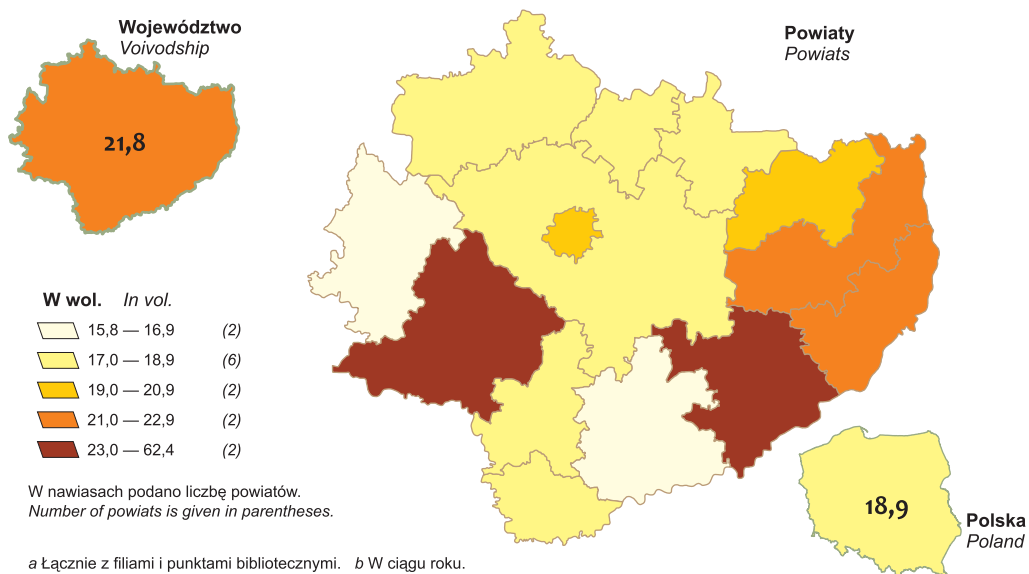 Województwo
Voivodship
21,8
Powiaty
Powiats
W wol. In vol.
15,8 — 16,9 (2)
17,0 — 18,9 (6)
19,0 — 20,9 (2)
21,0 — 22,9 (2)
23,0 — 62,4 (2)
W nawiasach podano liczbę powiatów.
Number of powiats is given in parentheses.
18,9
Polska
Poland
a Łącznie z filiami i punktami bibliotecznymi. b W ciągu roku.